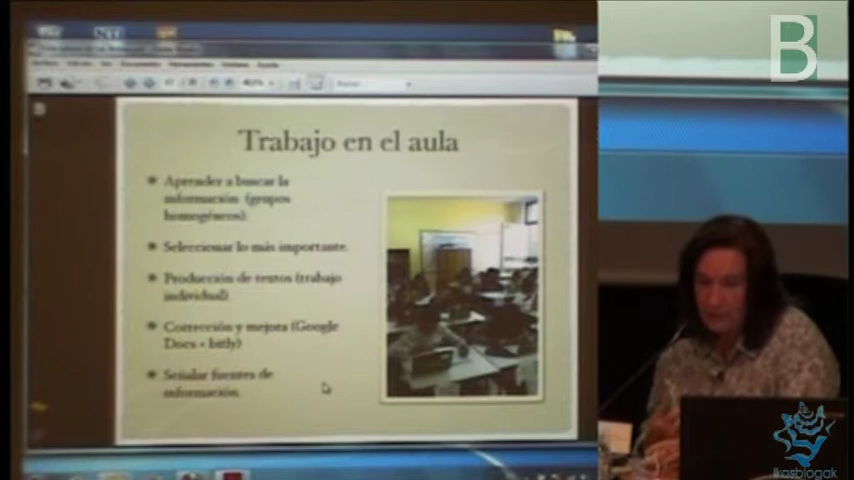 B
Trabajo en el aula
Aprender a buscar la
información (grupos
homogéneos).
Seleccionar lo más importante.
Producción de textos (trabajo
individual)
Corrección y mejora (Google
Docs + bitly)
Señalar fuentes de
información.
Ikasblogak